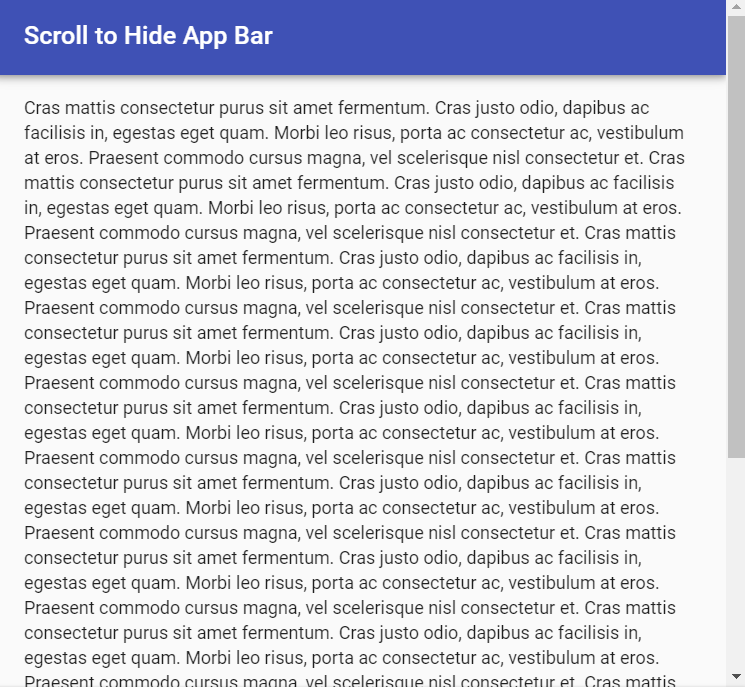 Scroll to Hide App Bar
Cras mattis consectetur purus sit amet fermentum. Cras justo odio, dapibus ac
facilisis in, egestas eget quam. Morbi leo risus, porta ac consectetur ac, vestibulum
at eros. Praesent commodo cursus magna, vel scelerisque nisl consectetur et. Cras
mattis consectetur purus sit amet fermentum. Cras justo odio, dapibus ac facilisis
in, egestas eget quam. Morbi leo risus, porta ac consectetur ac, vestibulum at eros.
Praesent commodo cursus magna, vel scelerisque nisl consectetur et. Cras mattis
consectetur purus sit amet fermentum. Cras justo odio, dapibus ac facilisis in,
egestas eget quam. Morbi leo risus, porta ac consectetur ac, vestibulum at eros.
Praesent commodo cursus magna, vel scelerisque nisl consectetur et. Cras mattis
consectetur purus sit amet fermentum. Cras justo odio, dapibus ac facilisis in,
egestas eget quam. Morbi leo risus, porta ac consectetur ac, vestibulum at eros.
Praesent commodo cursus magna, vel scelerisque nisl consectetur et. Cras mattis
consectetur purus sit amet fermentum. Cras justo odio, dapibus ac facilisis in,
egestas eget quam. Morbi leo risus, porta ac consectetur ac, vestibulum at eros.
Praesent commodo cursus magna, vel scelerisque nisl consectetur et. Cras mattis
consectetur purus sit amet fermentum. Cras justo odio, dapibus ac facilisis in,
egestas eget quam. Morbi leo risus, porta ac consectetur ac, vestibulum at eros.
Praesent commodo cursus magna, vel scelerisque nisl consectetur et. Cras mattis
consectetur purus sit amet fermentum. Cras justo odio, dapibus ac facilisis in,
egestas eget quam. Morbi leo risus, porta ac consectetur ac, vestibulum at eros.
Praesent commodo cursus magna, vel scelerisque nisl consectetur et. Cras mattis
consectetur purus sit amet fermentum. Cras justo odio, dapibus ac facilisis in,
egestas eget quam. Morbi leo risus, porta ac consectetur ac, vestibulum at eros.
Praesent commodo cursus magna, vel scelerisque nisl consectetur et. Cras mattis